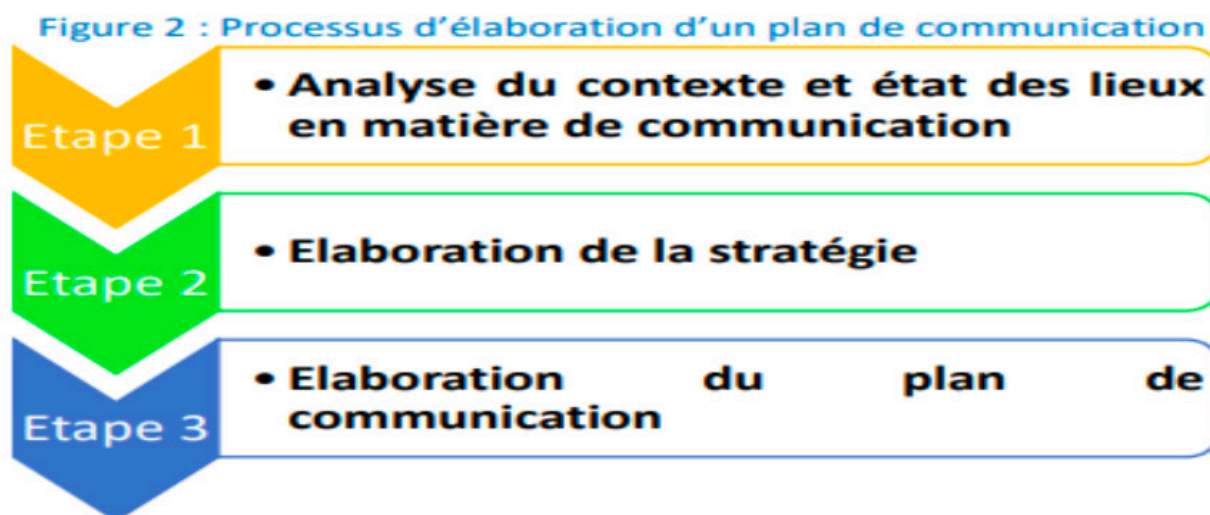 Figure 2 : Processus d'élaboration d'un plan de communication
Etape 1
• Analyse du contexte et état des lieux
en matière de communication
Etape 2
• Elaboration de la stratégie
Etape 3
• Elaboration du plan de
communication